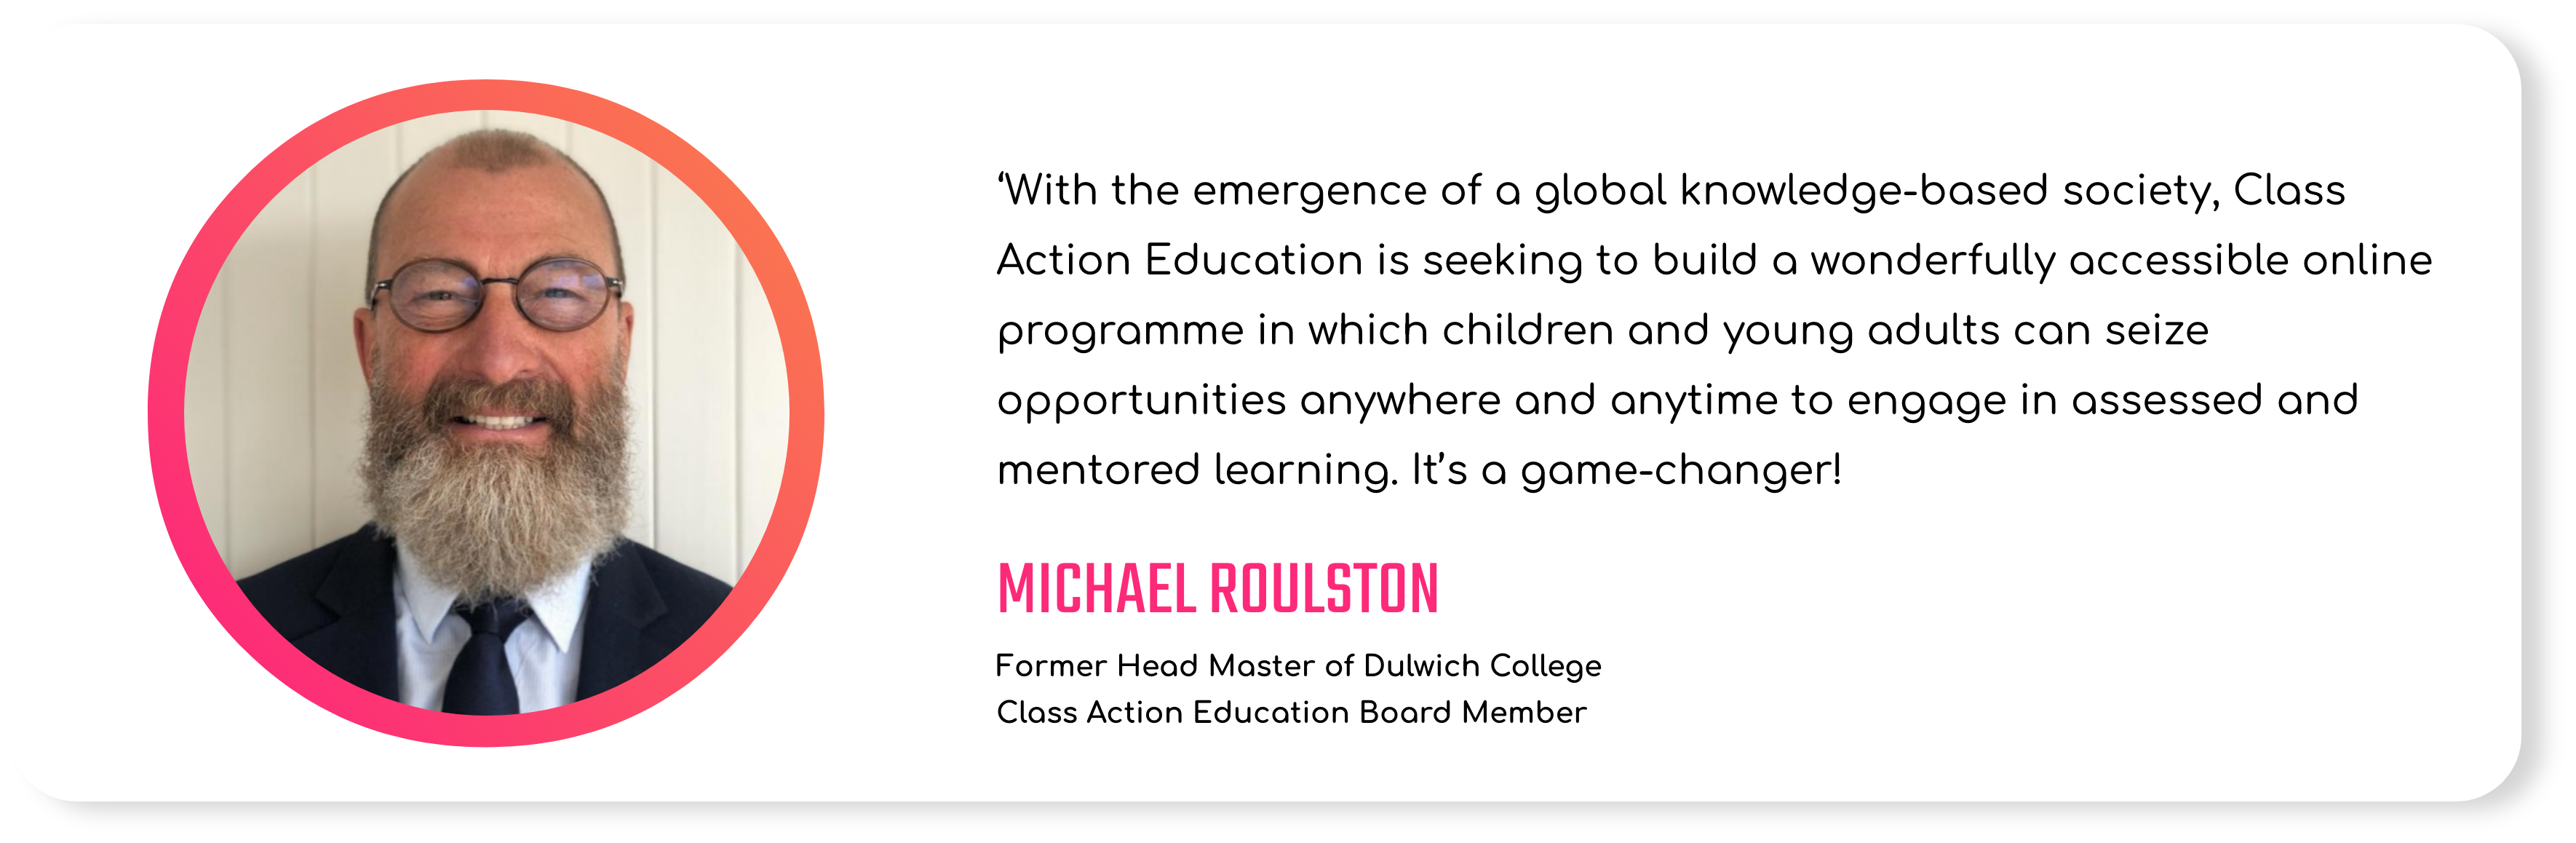 ‘With the emergence of a global knowledge-based society, Class
Action Education is seeking to build a wonderfully accessible online
programme in which children and young adults can seize
opportunities anywhere and anytime to engage in assessed and
mentored learning. It’s a game-changer!
MICHAEL ROULSTON
Former Head Master of Dulwich College
Class Action Education Board Member